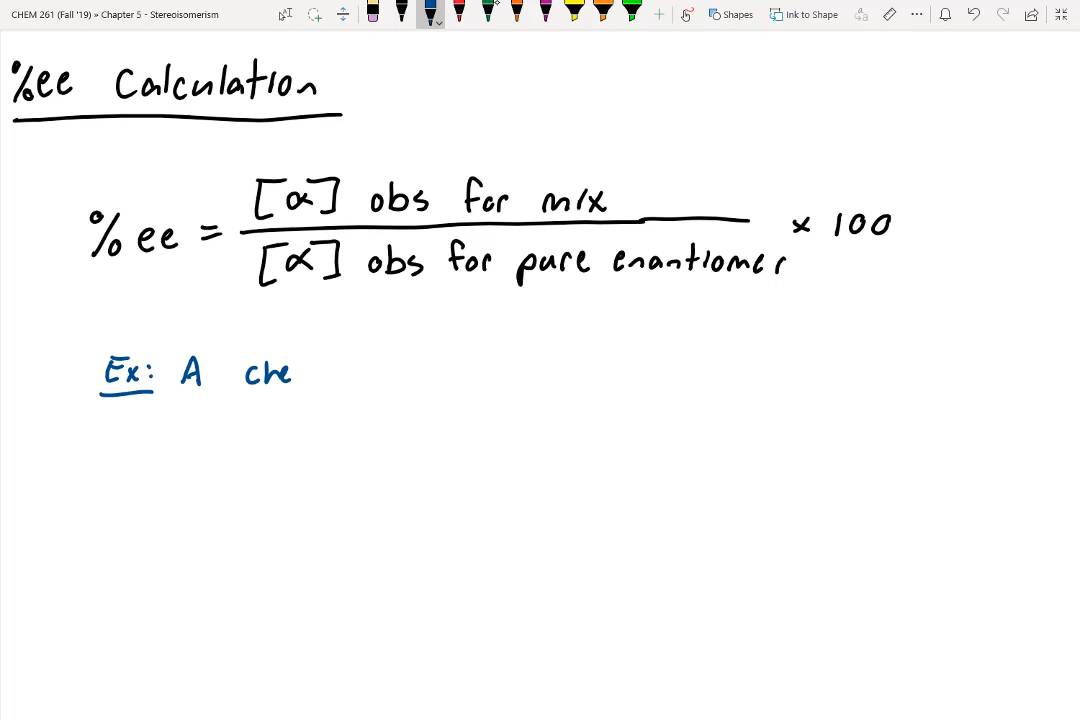 CHEM 261 (Fall '19) » Chapter 5 - Stereoisomerism
Shapes
Ink to Shape
%ee Calculation
% ee = [α] obs for mix / [α] obs for pure enantiomer × 100
Ex: A che